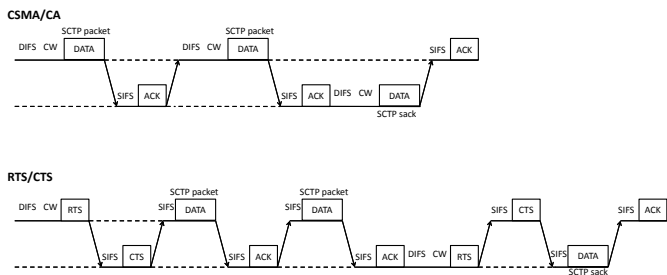 CSMA/CA
SCTP packet SCTP packet
DIFS CW DATA DIFS CW DATA SIFS ACK
SIFS ACK SIFS ACK DIFS CW DATA
SCTP sack
RTS/CTS
SCTP packet SCTP packet
DIFS CW RTS SIFS DATA SIFS DATA SIFS CTS SIFS ACK
SIFS CTS SIFS ACK SIFS ACK DIFS CW RTS SIFS DATA
SCTP sack